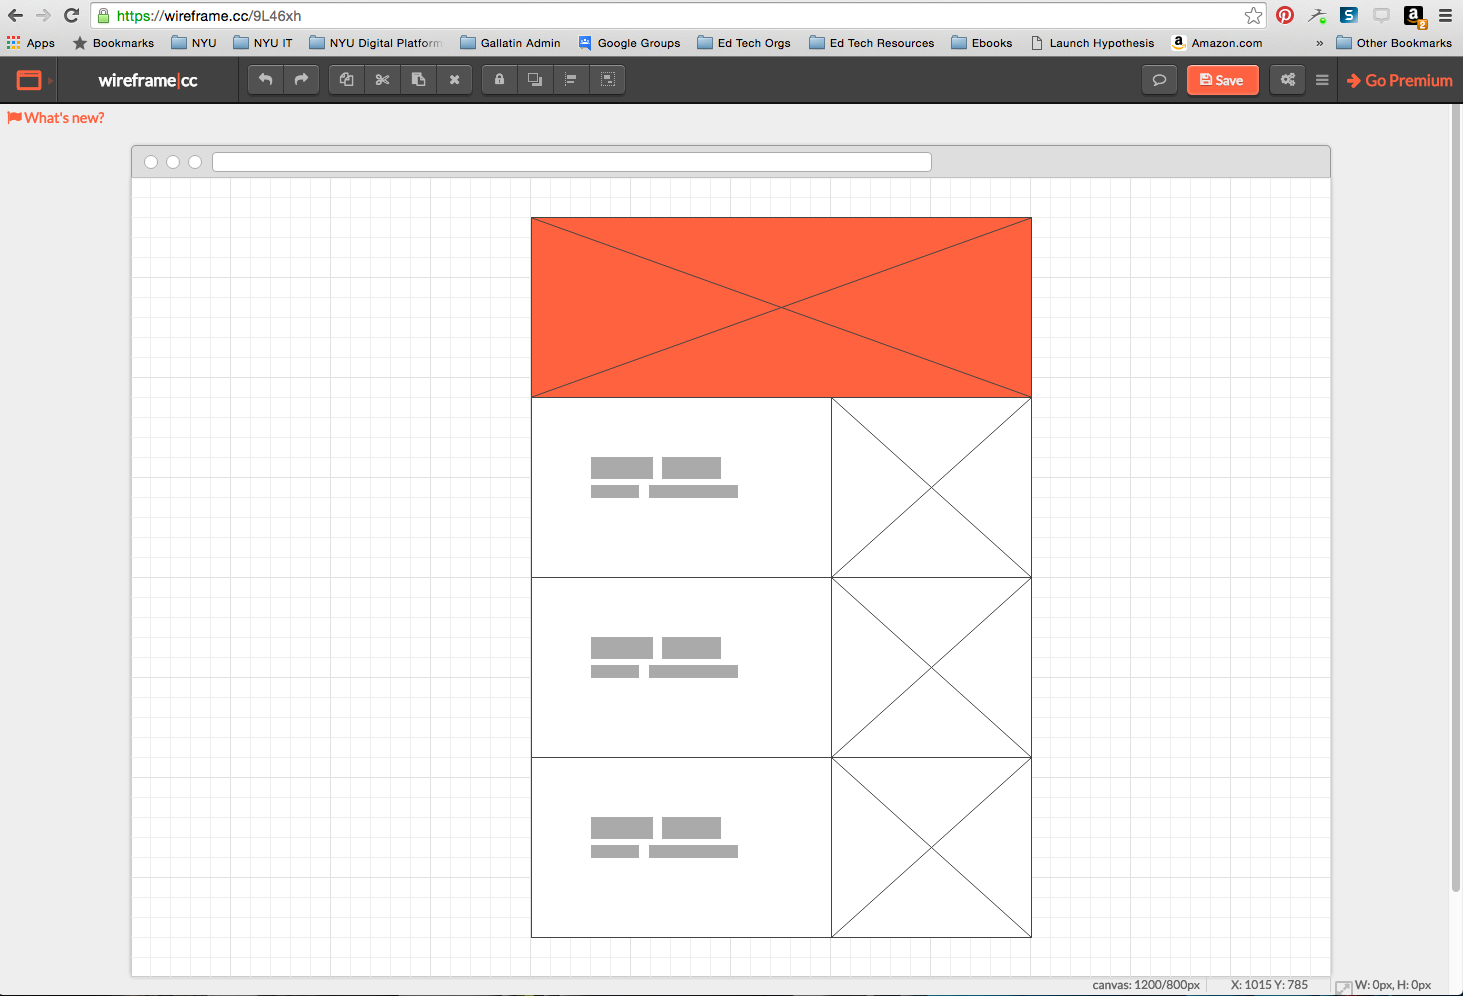 https://wireframe.cc/9L46xh
Apps Bookmarks NYU NYU IT NYU Digital Platform Gallatin Admin Google Groups Ed Tech Orgs Ed Tech Resources Ebooks Launch Hypothesis Amazon.com » Other Bookmarks
wireframe|cc Save Go Premium
What's new?
canvas: 1200/800px X: 1015 Y: 785 W: 0px, H: 0px